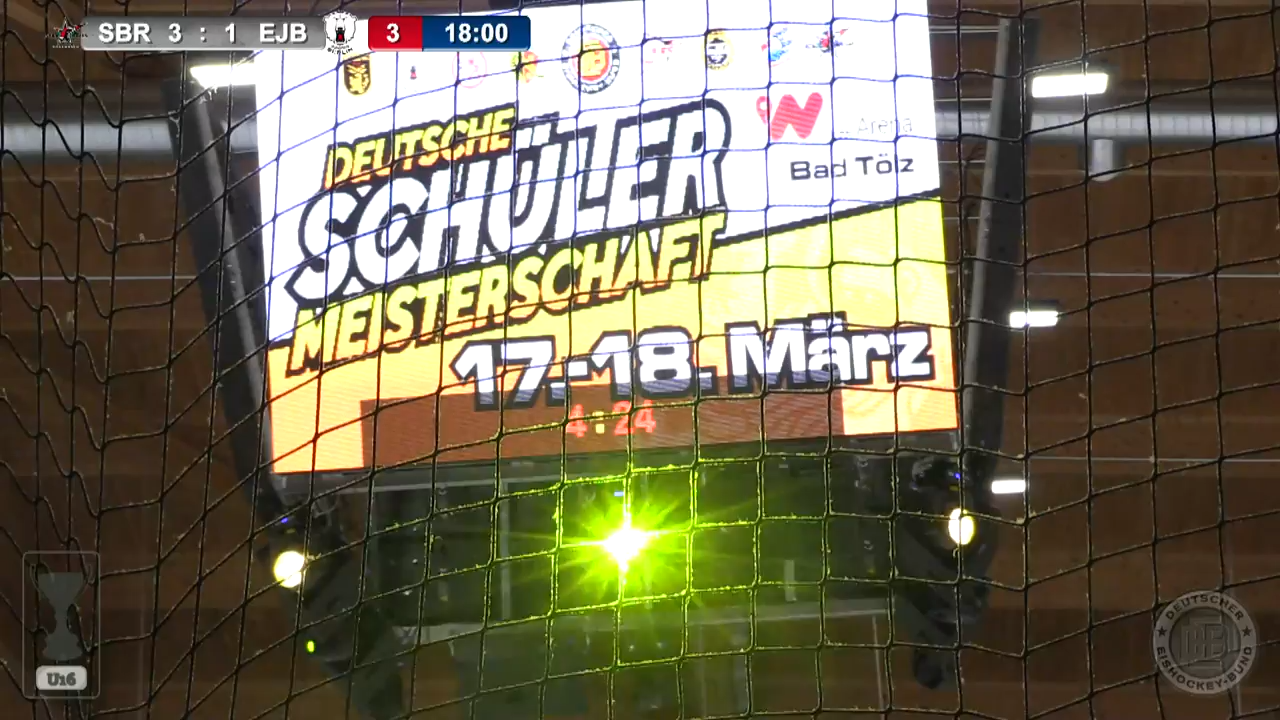 SBR 3 : 1 EJB 3 18:00
DEUTSCHE
SCHÜLER
MEISTERSCHAFT
Arena
Bad Tölz
17.-18. März
4:24
U16
DEUTSCHER
EISHOCKEY-BUND
DEB